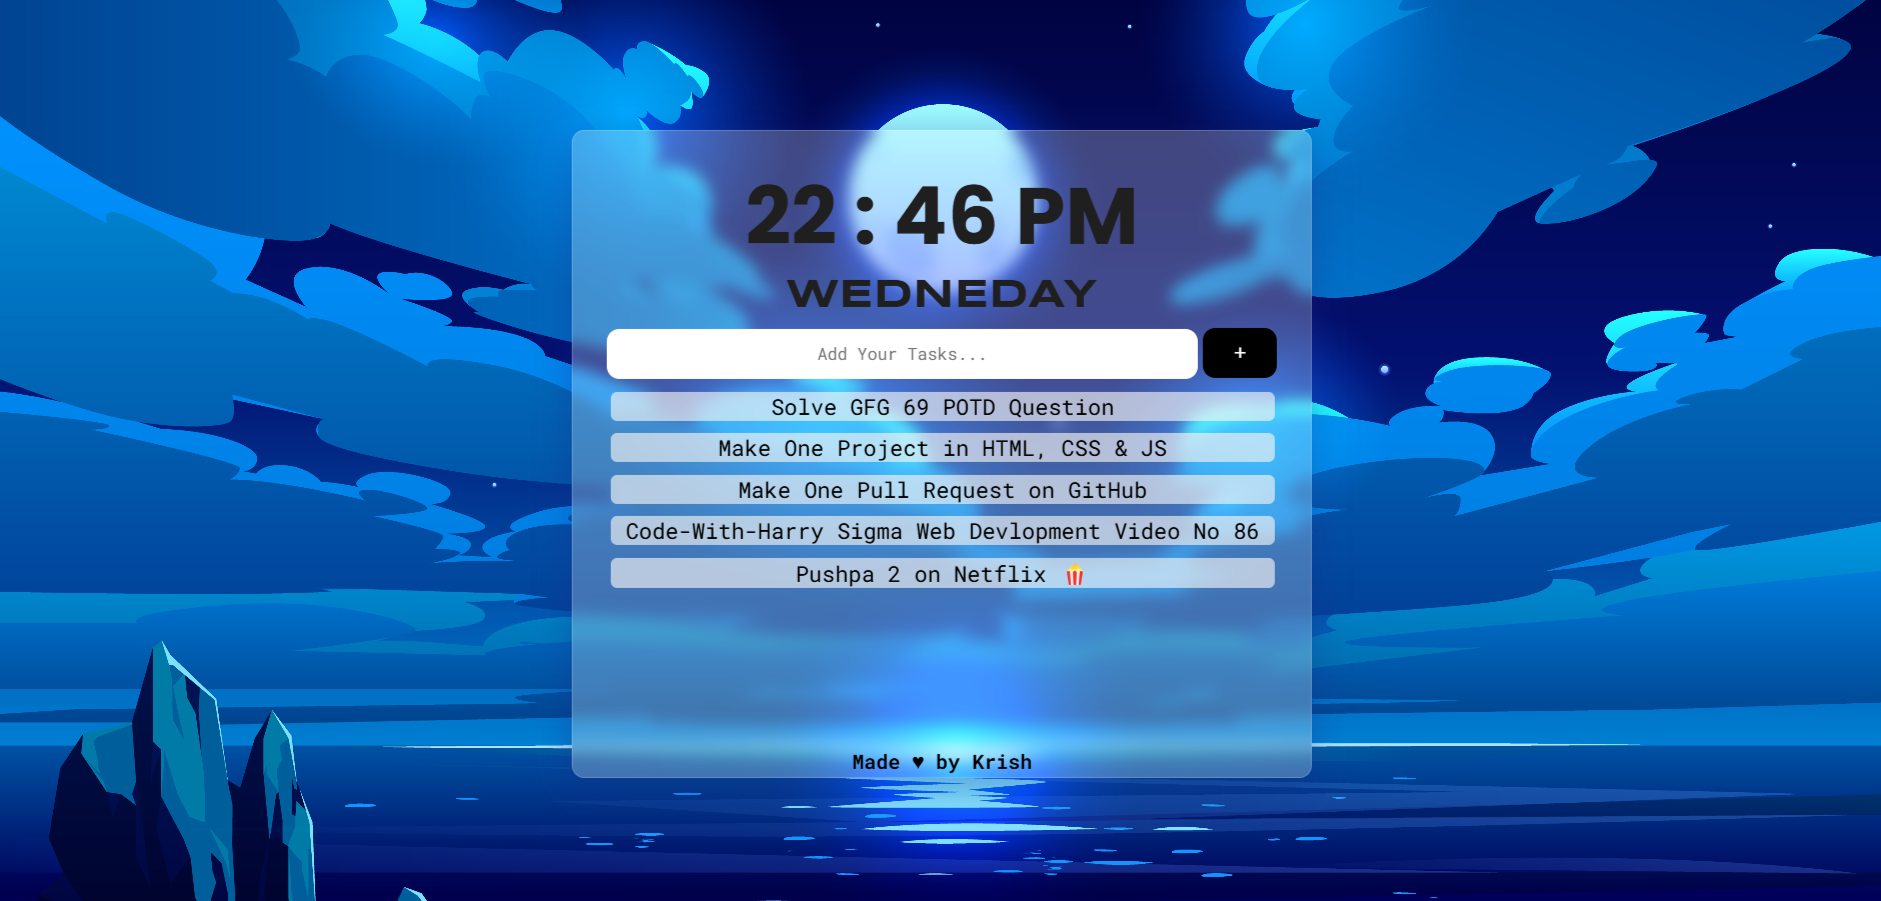 22 : 46 PM
WEDNEDAY
Add Your Tasks...
+
Solve GFG 69 POTD Question
Make One Project in HTML, CSS & JS
Make One Pull Request on GitHub
Code-With-Harry Sigma Web Devlopment Video No 86
Pushpa 2 on Netflix 🍿
Made ♥ by Krish